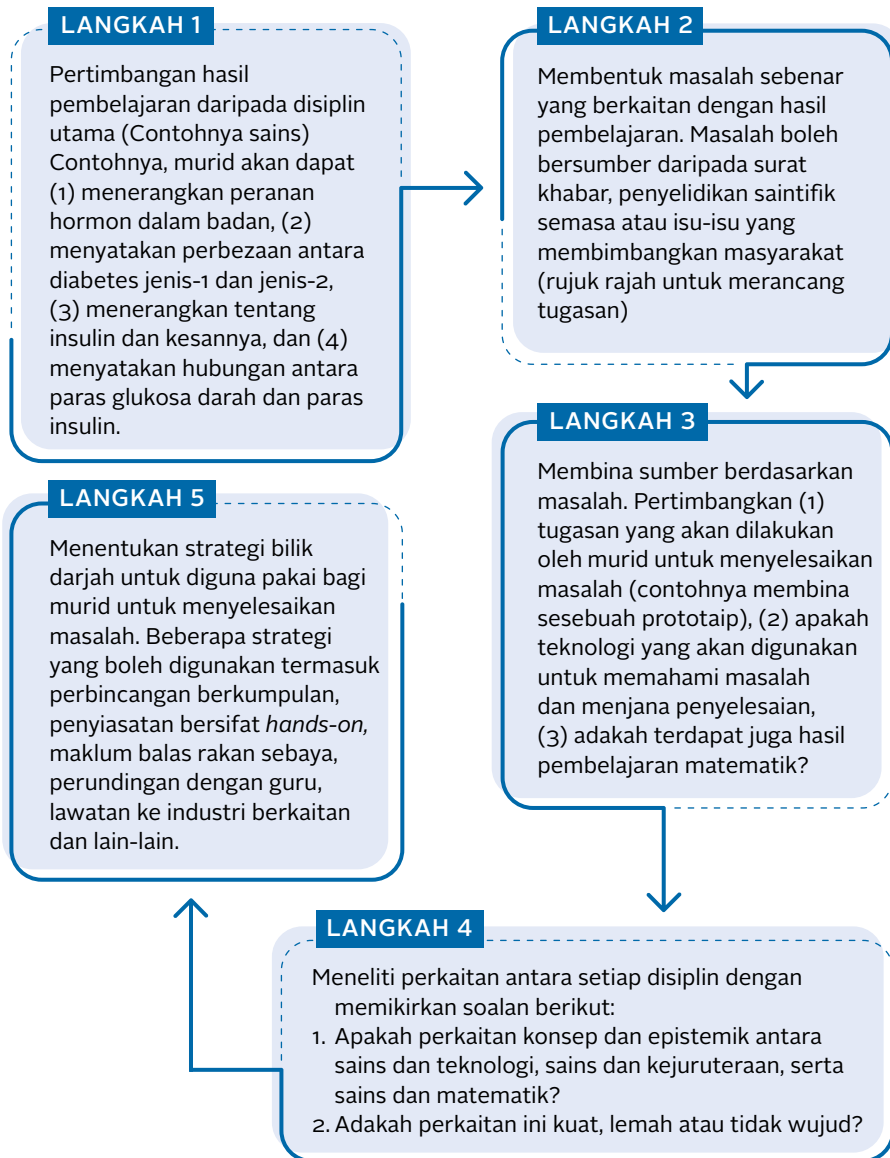 LANGKAH 1
Pertimbangan hasil
pembelajaran daripada disiplin
utama (Contohnya sains)
Contohnya, murid akan dapat
(1) menerangkan peranan
hormon dalam badan, (2)
menyatakan perbezaan antara
diabetes jenis-1 dan jenis-2,
(3) menerangkan tentang
insulin dan kesannya, dan (4)
menyatakan hubungan antara
paras glukosa darah dan paras
insulin.
LANGKAH 2
Membentuk masalah sebenar
yang berkaitan dengan hasil
pembelajaran. Masalah boleh
bersumber daripada surat
khabar, penyelidikan saintifik
semasa atau isu-isu yang
membimbangkan masyarakat
(rujuk rajah untuk merancang
tugasan)
LANGKAH 3
Membina sumber berdasarkan
masalah. Pertimbangkan (1)
tugasan yang akan dilakukan
oleh murid untuk menyelesaikan
masalah (contohnya membina
sesebuah prototaip), (2) apakah
teknologi yang akan digunakan
untuk memahami masalah
dan menjana penyelesaian,
(3) adakah terdapat juga hasil
pembelajaran matematik?
LANGKAH 4
Meneliti perkaitan antara setiap disiplin dengan
memikirkan soalan berikut:
1. Apakah perkaitan konsep dan epistemik antara
sains dan teknologi, sains dan kejuruteraan, serta
sains dan matematik?
2. Adakah perkaitan ini kuat, lemah atau tidak wujud?
LANGKAH 5
Menentukan strategi bilik
darjah untuk diguna pakai bagi
murid untuk menyelesaikan
masalah. Beberapa strategi
yang boleh digunakan termasuk
perbincangan berkumpulan,
penyiasatan bersifat hands-on,
maklum balas rakan sebaya,
perundingan dengan guru,
lawatan ke industri berkaitan
dan lain-lain.